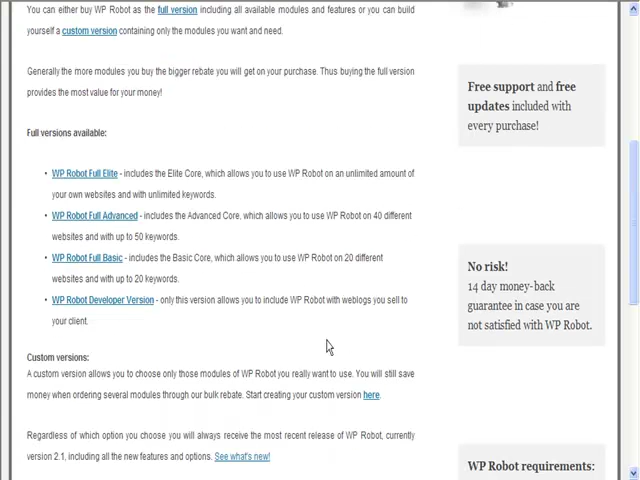 You can either buy WP Robot as the full version including all available modules and features or you can build
yourself a custom version containing only the modules you want and need.
Generally the more modules you buy the bigger rebate you will get on your purchase. Thus buying the full version
provides the most value for your money!
Full versions available:
• WP Robot Full Elite - includes the Elite Core, which allows you to use WP Robot on an unlimited amount of
your own websites and with unlimited keywords.
• WP Robot Full Advanced - includes the Advanced Core, which allows you to use WP Robot on 40 different
websites and with up to 50 keywords.
• WP Robot Full Basic - includes the Basic Core, which allows you to use WP Robot on 20 different
websites and with up to 20 keywords.
• WP Robot Developer Version - only this version allows you to include WP Robot with weblogs you sell to
your client.
Custom versions:
A custom version allows you to choose only those modules of WP Robot you really want to use. You will still save
money when ordering several modules through our bulk rebate. Start creating your custom version here.
Regardless of which option you choose you will always receive the most recent release of WP Robot, currently
version 2.1, including all the new features and options. See what's new!
Free support and free
updates included with
every purchase!
No risk!
14 day money-back
guarantee in case you are
not satisfied with WP Robot.
WP Robot requirements: